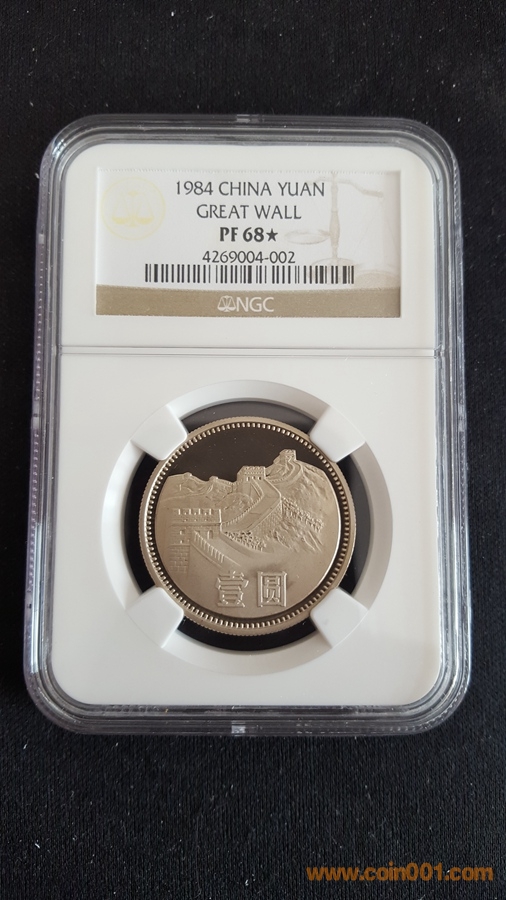 1984 CHINA YUAN
GREAT WALL
PF 68★
4269004-002
NGC
壹圆
www.coin001.com